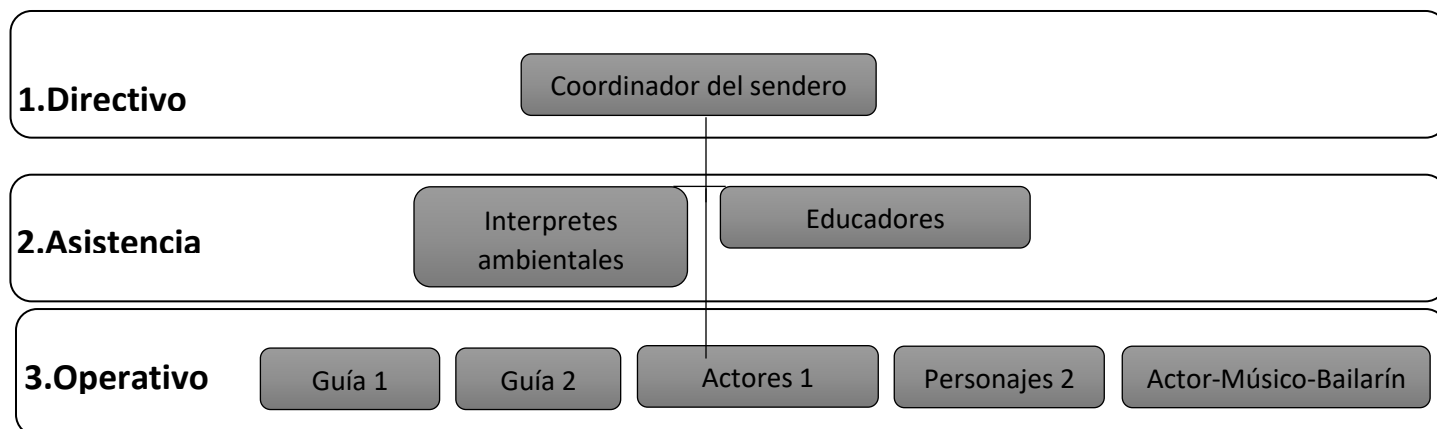 Coordinador del sendero
1.Directivo
Interpretes
ambientales
Educadores
2.Asistencia
3.Operativo
Guía 1
Guía 2
Actores 1
Personajes 2
Actor-Músico-Bailarín